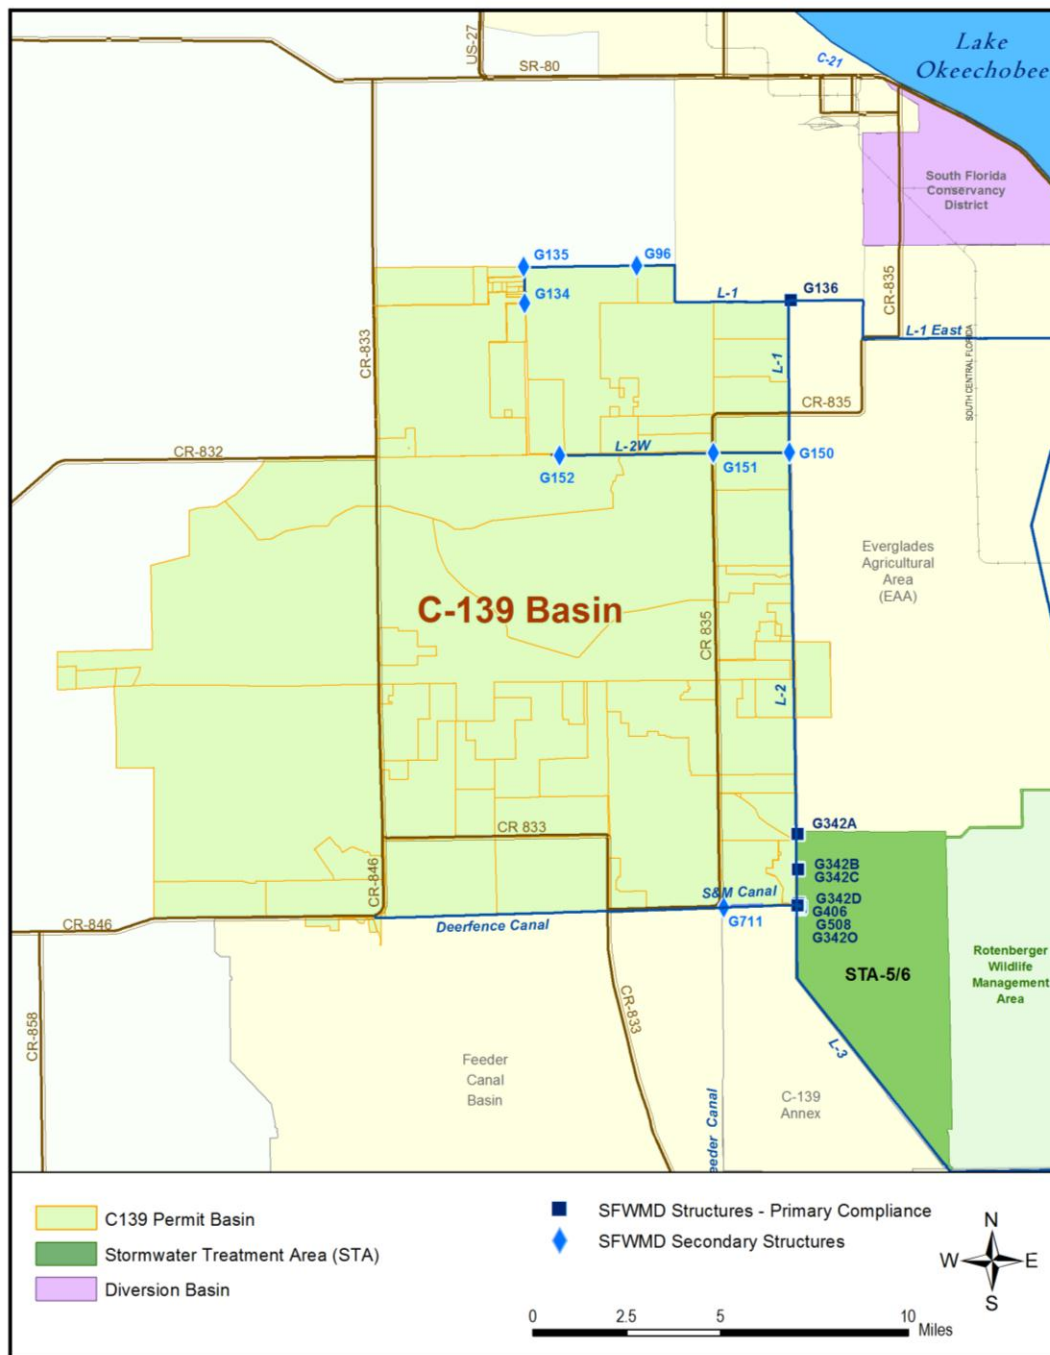 Lake
Okeechobee
US-27
SR-80
C-21
South Florida
Conservancy
District
G135
G96
G134
L-1
G136
CR-835
L-1 East
CR-833
L-1
SOUTH CENTRAL FLORIDA
CR-835
CR-832
L-2W
G152
G151
G150
Everglades
Agricultural
Area
(EAA)
C-139 Basin
CR 835
L-2
G342A
CR 833
G342B
G342C
CR-846
S&M Canal
G342D
G406
G508
G342O
CR-846
Deerfence Canal
G711
STA-5/6
Rotenberger
Wildlife
Management
Area
CR-858
CR-833
L-3
Feeder
Canal
Basin
eeder Canal
C-139
Annex
C139 Permit Basin
Stormwater Treatment Area (STA)
Diversion Basin
SFWMD Structures - Primary Compliance
SFWMD Secondary Structures
N
W E
S
0 2.5 5 10
Miles